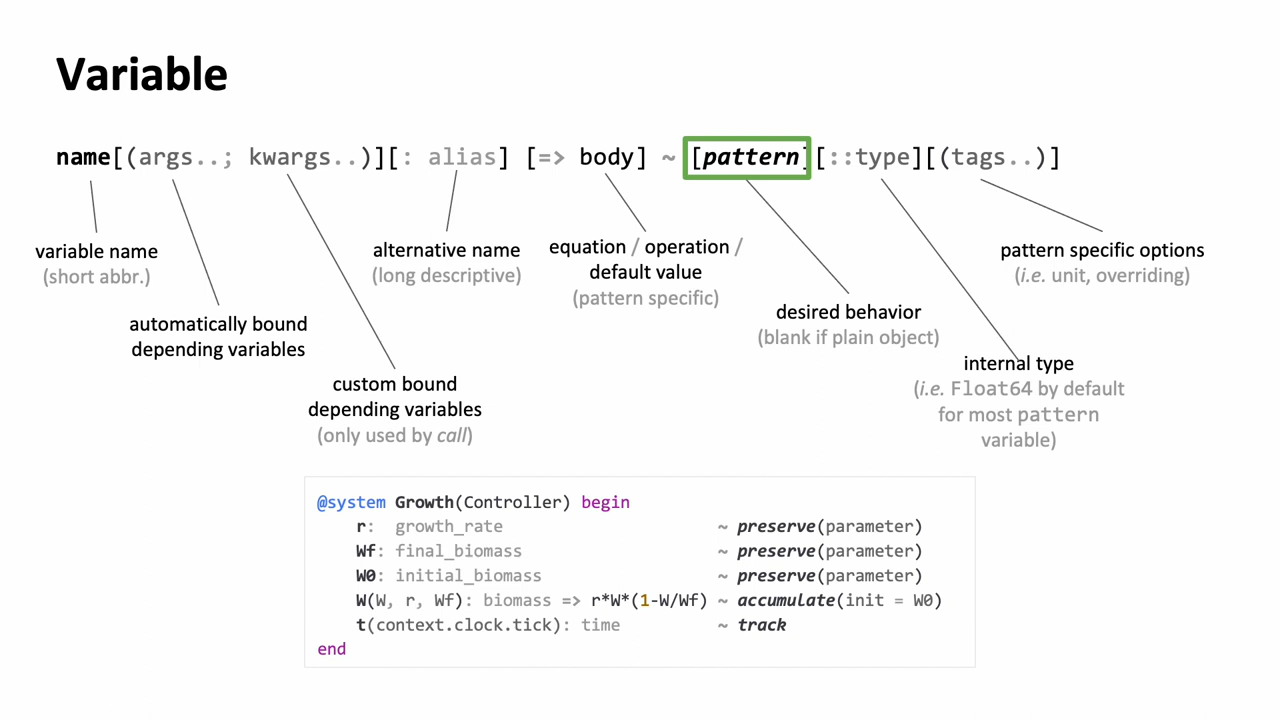 Variable
name[(args..; kwargs..)][: alias] [=> body] ~ [pattern][::type][(tags..)]
variable name
(short abbr.)
automatically bound
depending variables
custom bound
depending variables
(only used by call)
alternative name
(long descriptive)
equation / operation /
default value
(pattern specific)
desired behavior
(blank if plain object)
internal type
(i.e. Float64 by default
for most pattern
variable)
pattern specific options
(i.e. unit, overriding)
@system Growth(Controller) begin
    r:  growth_rate                      ~ preserve(parameter)
    Wf: final_biomass                    ~ preserve(parameter)
    W0: initial_biomass                  ~ preserve(parameter)
    W(W, r, Wf): biomass => r*W*(1-W/Wf) ~ accumulate(init = W0)
    t(context.clock.tick): time          ~ track
end